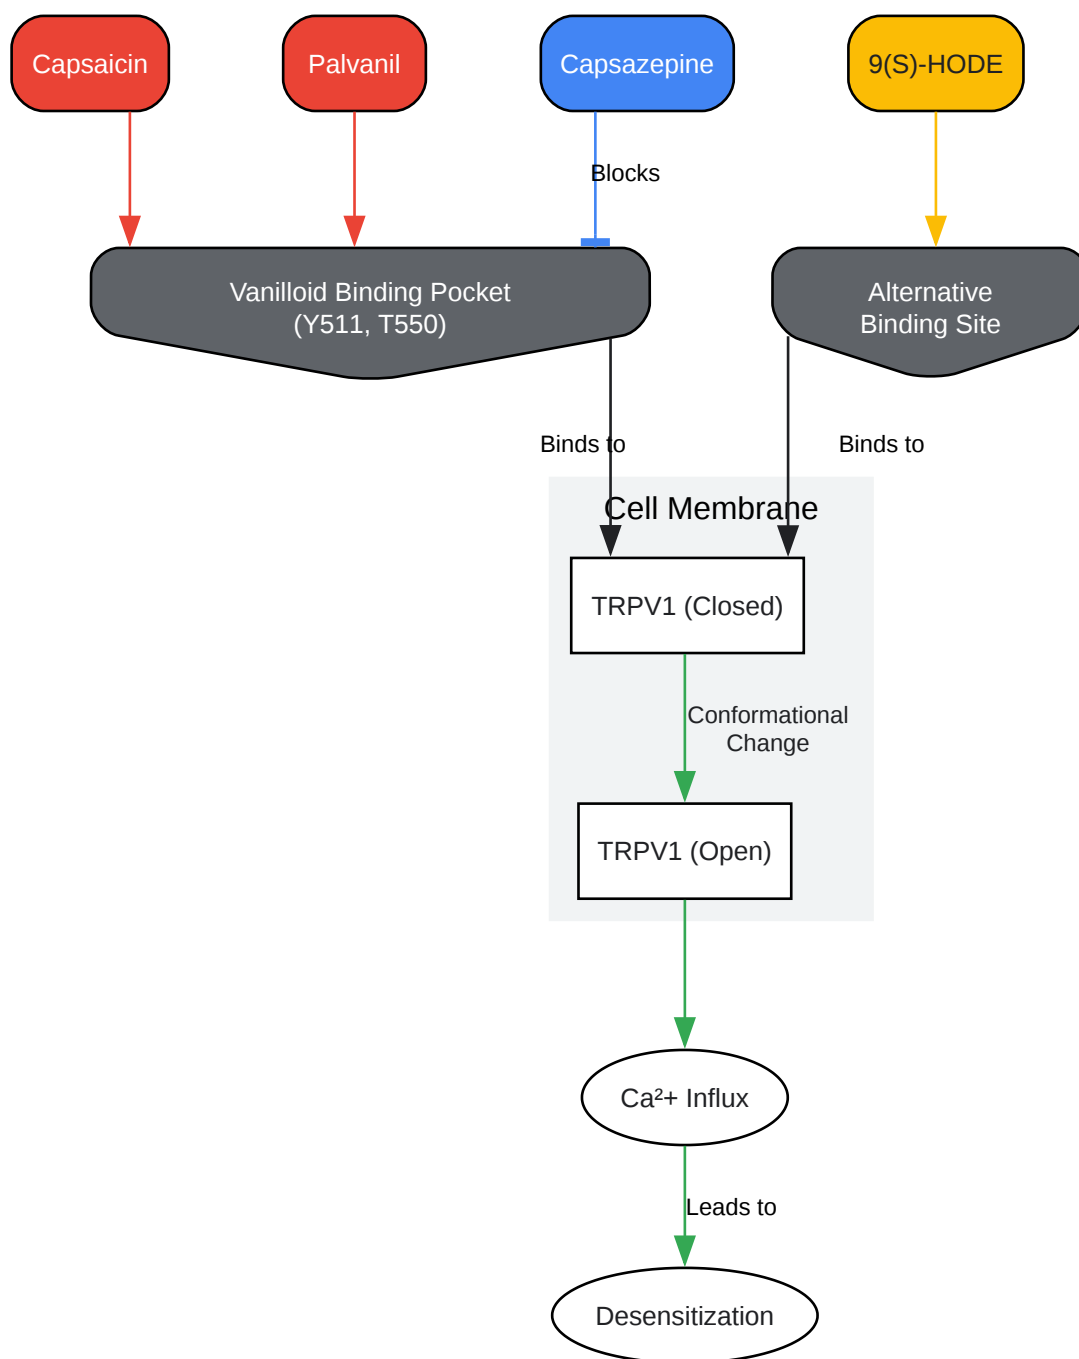 Capsaicin
Palvanil
Capsazepine
9(S)-HODE
Blocks
Vanilloid Binding Pocket
(Y511, T550)
Alternative
Binding Site
Binds to
Binds to
Cell Membrane
TRPV1 (Closed)
Conformational
Change
TRPV1 (Open)
Ca²+ Influx
Leads to
Desensitization